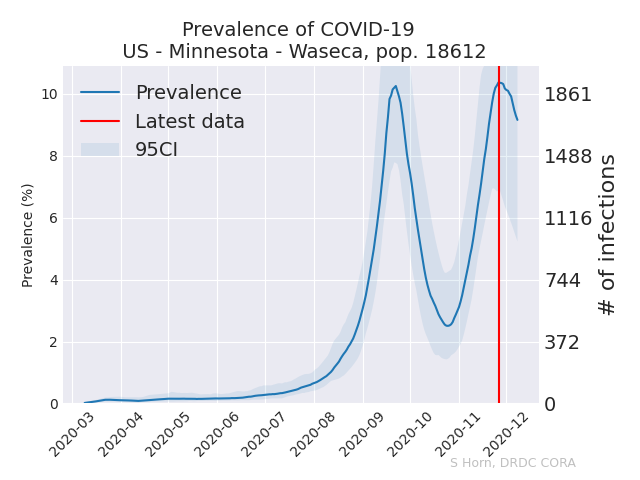 Prevalence of COVID-19
US - Minnesota - Waseca, pop. 18612
Prevalence
Latest data
95CI
Prevalence (%)
10
8
6
4
2
0
1861
1488
1116
744
372
0
# of infections
2020-03
2020-04
2020-05
2020-06
2020-07
2020-08
2020-09
2020-10
2020-11
2020-12
S Horn, DRDC CORA